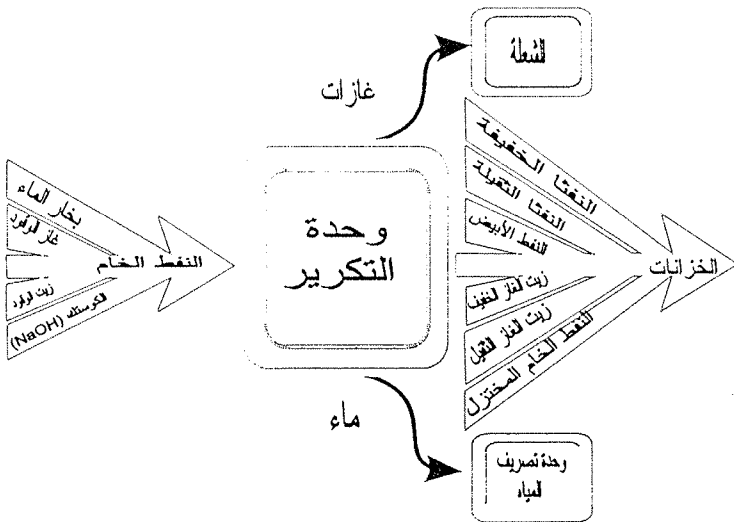 الشعلة
غازات
النفثا الخفيفة
النفثا الثقيلة
النفط الأبيض
الخزانات
زيت الغاز الخفيف
زيت الغاز الثقيل
النفط الخام المختزل
وحدة
التكرير
بخار الماء
غاز الوقود
النفط الخام
زيت الوقود
الكوستك (NaOH)
ماء
وحدة تصريف
المياه